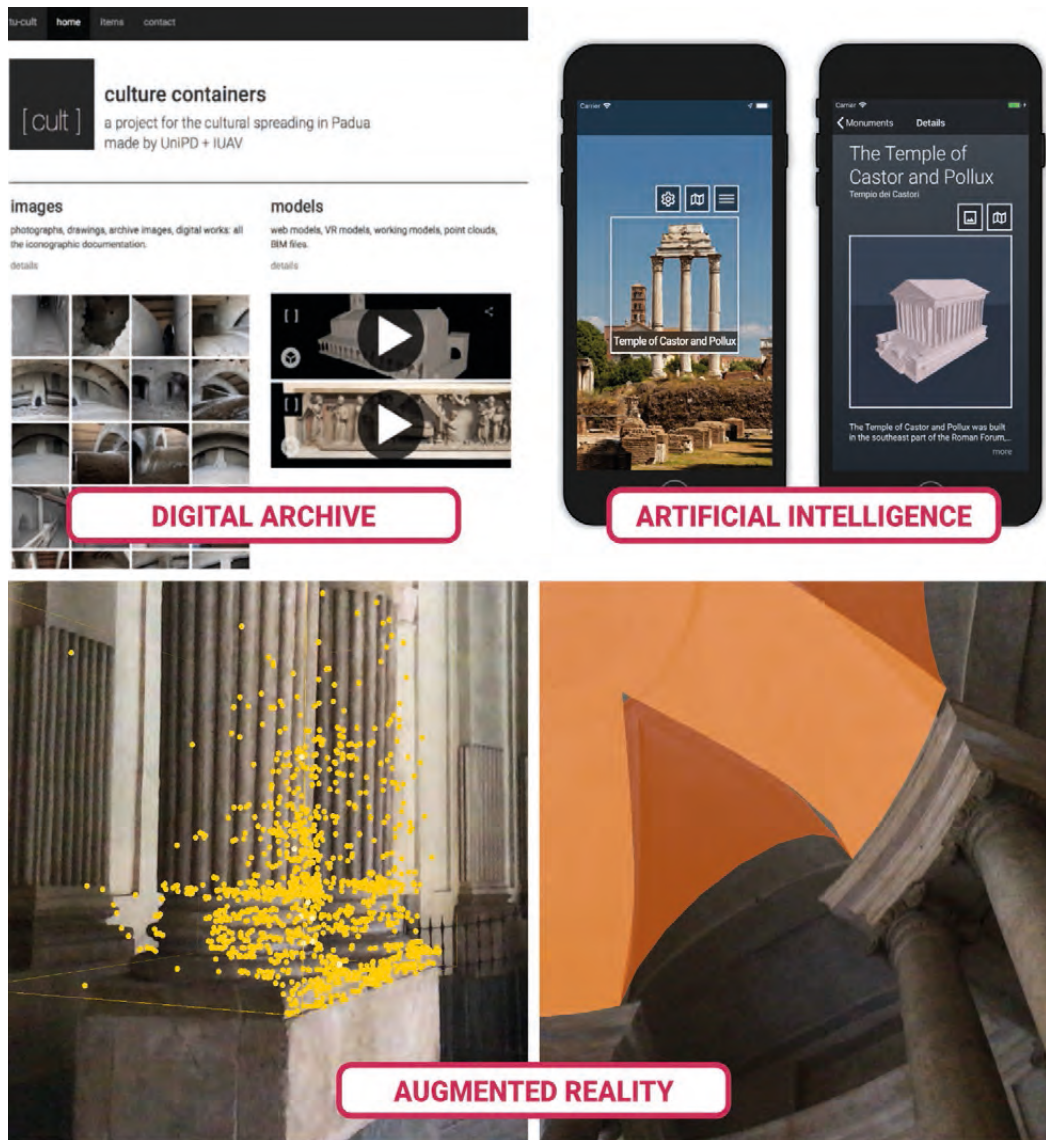 tu-cult home items contact
[ cult ]
culture containers
a project for the cultural spreading in Padua
made by UniPD + IUAV
images
photographs, drawings, archive images, digital works: all
the iconographic documentation.
details
models
web models, VR models, working models, point clouds,
BIM files.
details
DIGITAL ARCHIVE
Carrier
Temple of Castor and Pollux
Carrier
Monuments Details
The Temple of
Castor and Pollux
Tempio dei Castori
The Temple of Castor and Pollux was built
in the southeast part of the Roman Forum,...
more
ARTIFICIAL INTELLIGENCE
AUGMENTED REALITY